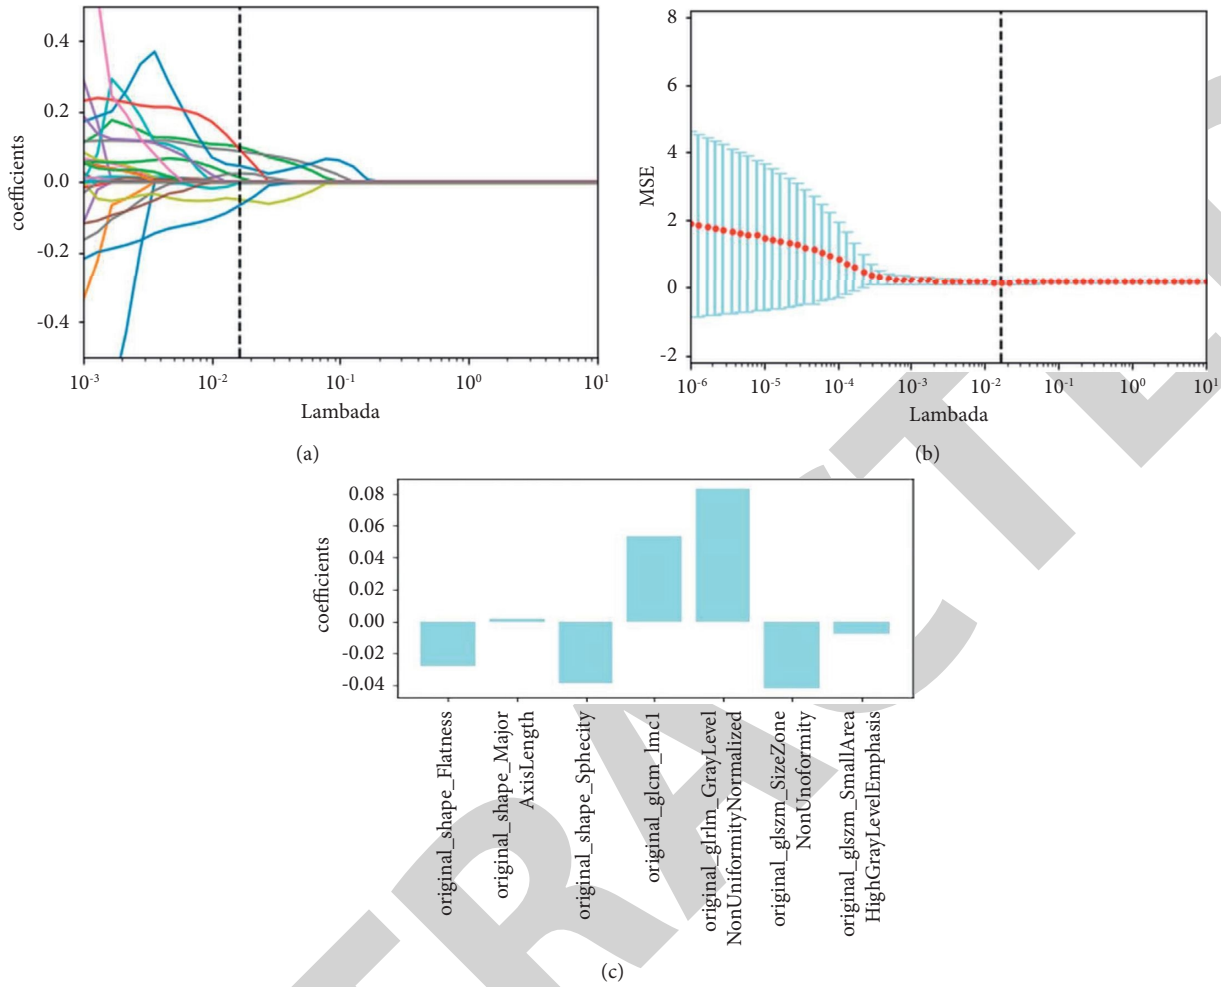 0.4
0.2
0.0
-0.2
-0.4
coefficients
10-3
10-2
10-1
100
101
Lambada
(a)
8
6
4
2
0
-2
MSE
10-6
10-5
10-4
10-3
10-2
10-1
100
101
Lambada
(b)
0.08
0.06
0.04
0.02
0.00
-0.02
-0.04
coefficients
original_shape_Flatness
original_shape_Major
AxisLength
original_shape_Sphecity
original_glcm_lmc1
original_glrlm_GrayLevel
NonUniformityNormalized
original_glszm_SizeZone
NonUnoformity
original_glszm_SmallArea
HighGrayLevelEmphasis
(c)